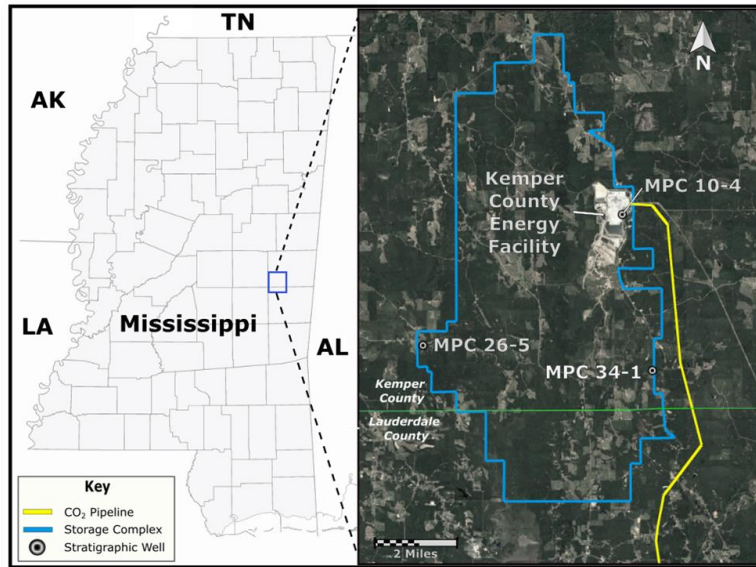 TN
AK
LA
Mississippi
AL
Key
CO₂ Pipeline
Storage Complex
Stratigraphic Well
N
Kemper
County
Energy
Facility
MPC 10-4
MPC 26-5
MPC 34-1
Kemper
County
Lauderdale
County
2 Miles